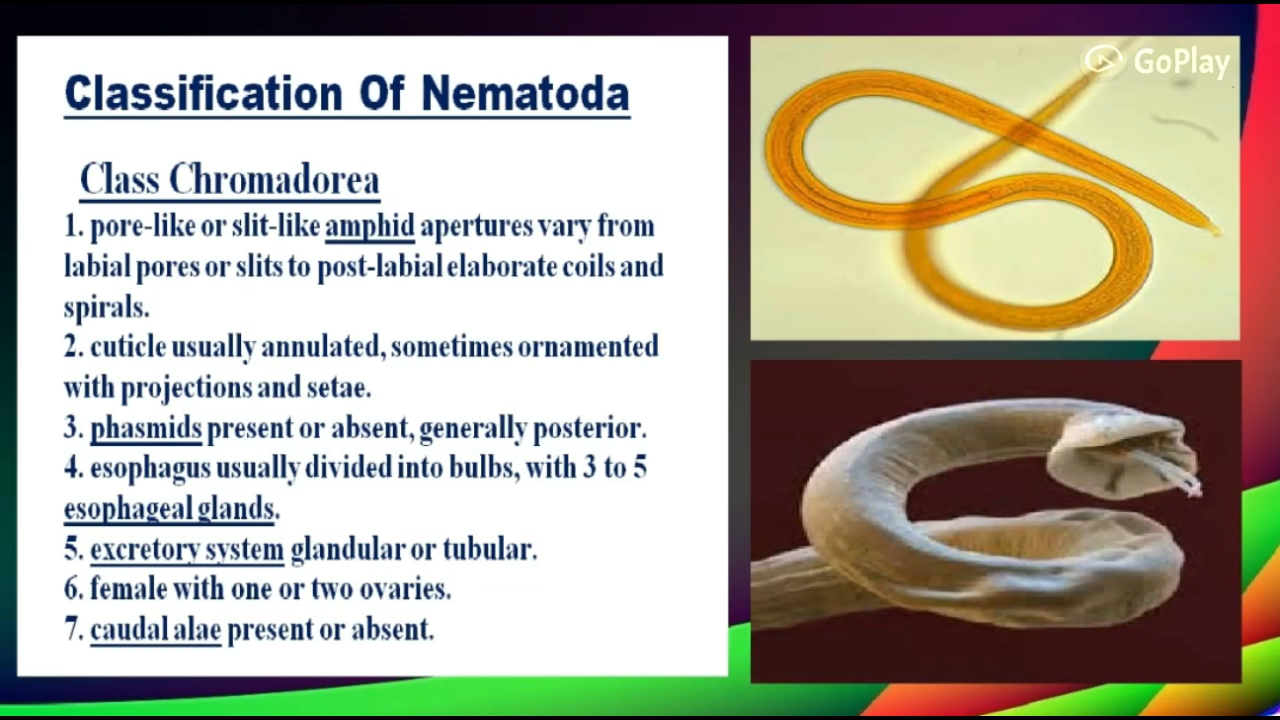 Classification Of Nematoda
Class Chromadorea
1. pore-like or slit-like amphid apertures vary from
labial pores or slits to post-labial elaborate coils and
spirals.
2. cuticle usually annulated, sometimes ornamented
with projections and setae.
3. phasmids present or absent, generally posterior.
4. esophagus usually divided into bulbs, with 3 to 5
esophageal glands.
5. excretory system glandular or tubular.
6. female with one or two ovaries.
7. caudal alae present or absent.
GoPlay